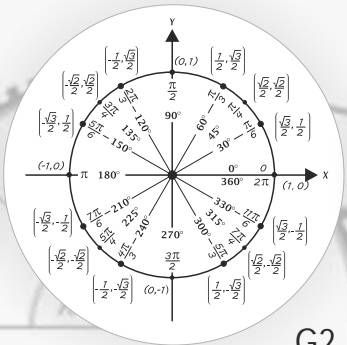 Y
(0,1)
(-1/2, √3/2)
(1/2, √3/2)
(-√2/2, √2/2)
(√2/2, √2/2)
(-√3/2, 1/2)
(√3/2, 1/2)
π/2
2π/3
π/3
3π/4
π/4
5π/6
π/6
90°
120°
60°
135°
45°
150°
30°
(-1,0)
π
180°
0°
0
360°
2π
X
(1,0)
210°
330°
7π/6
11π/6
225°
315°
5π/4
7π/4
240°
300°
4π/3
5π/3
270°
3π/2
(-√3/2, -1/2)
(√3/2, -1/2)
(-√2/2, -√2/2)
(√2/2, √2/2)
(-1/2, -√3/2)
(0,-1)
(1/2, -√3/2)
G2